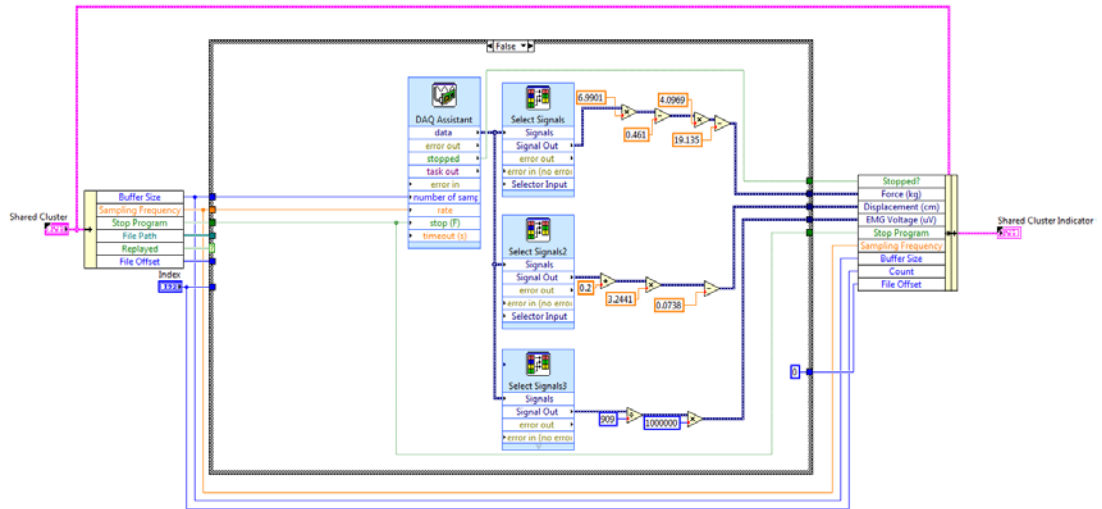 False
DAQ Assistant
data
error out
stopped
task out
error in
number of samp
rate
stop (F)
timeout (s)
Select Signals
Signals
Signal Out
error out
error in (no erro
Selector Input
6.9901
0.461
4.0969
19.135
Shared Cluster
Buffer Size
Sampling Frequency
Stop Program
File Path
Replayed
File Offset
Index
Select Signals2
Signals
Signal Out
error out
error in (no erro
Selector Input
0.2
3.2441
0.0738
Select Signals3
Signals
Signal Out
error out
error in (no erro
909
1000000
0
Stopped?
Force (kg)
Displacement (cm)
EMG Voltage (uV)
Stop Program
Sampling Frequency
Buffer Size
Count
File Offset
Shared Cluster Indicator